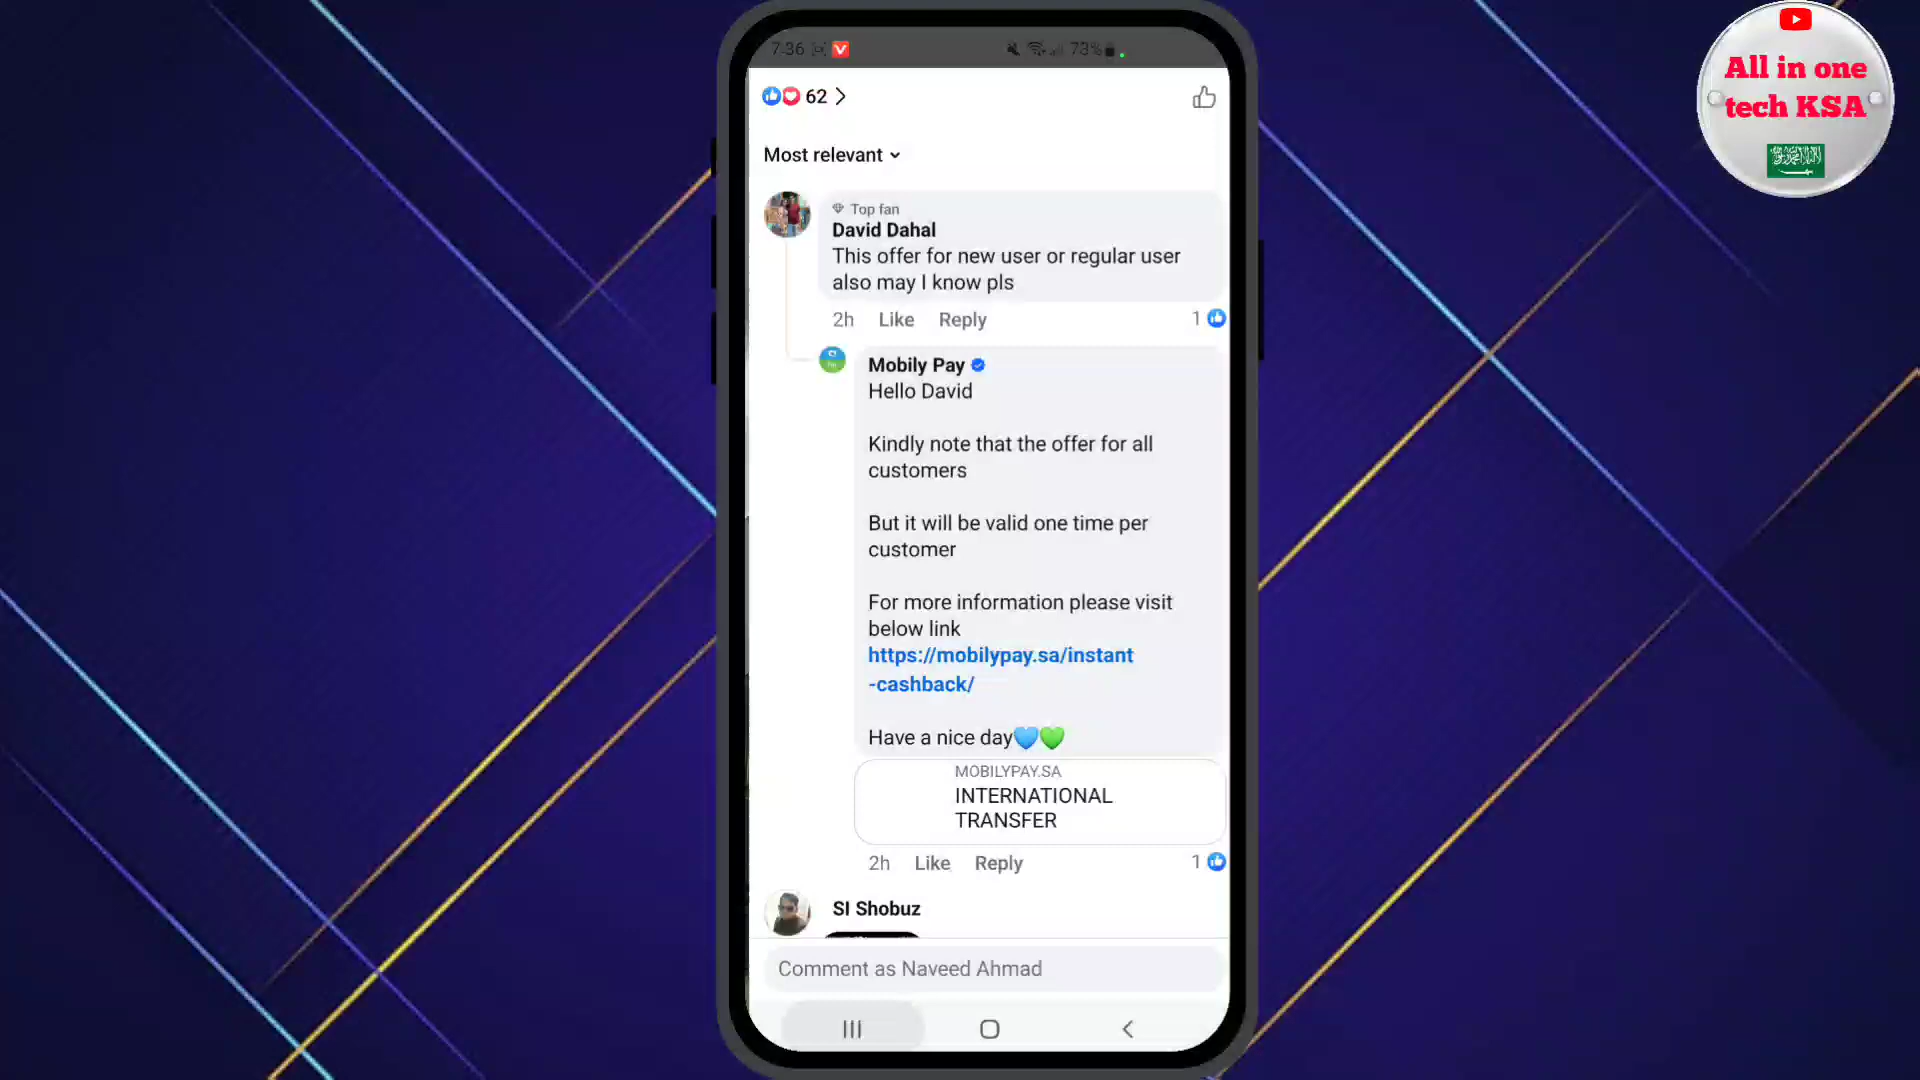 7:36
73%
All in one
tech KSA
62
Most relevant
Top fan
David Dahal
This offer for new user or regular user
also may I know pls
2h Like Reply 1
Mobily Pay
Hello David
Kindly note that the offer for all
customers
But it will be valid one time per
customer
For more information please visit
below link
https://mobilypay.sa/instant
-cashback/
Have a nice day💙💚
MOBILYPAY.SA
INTERNATIONAL
TRANSFER
2h Like Reply 1
SI Shobuz
Comment as Naveed Ahmad